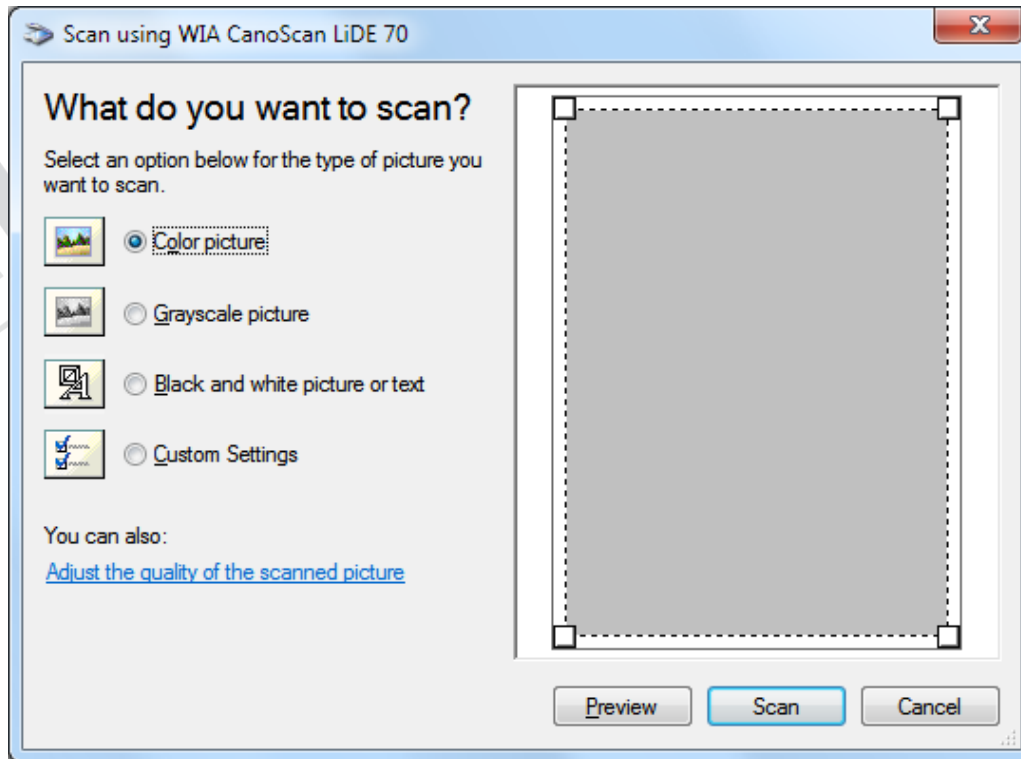 Scan using WIA CanoScan LiDE 70
What do you want to scan?
Select an option below for the type of picture you
want to scan.
Color picture
Grayscale picture
Black and white picture or text
Custom Settings
You can also:
Adjust the quality of the scanned picture
Preview
Scan
Cancel